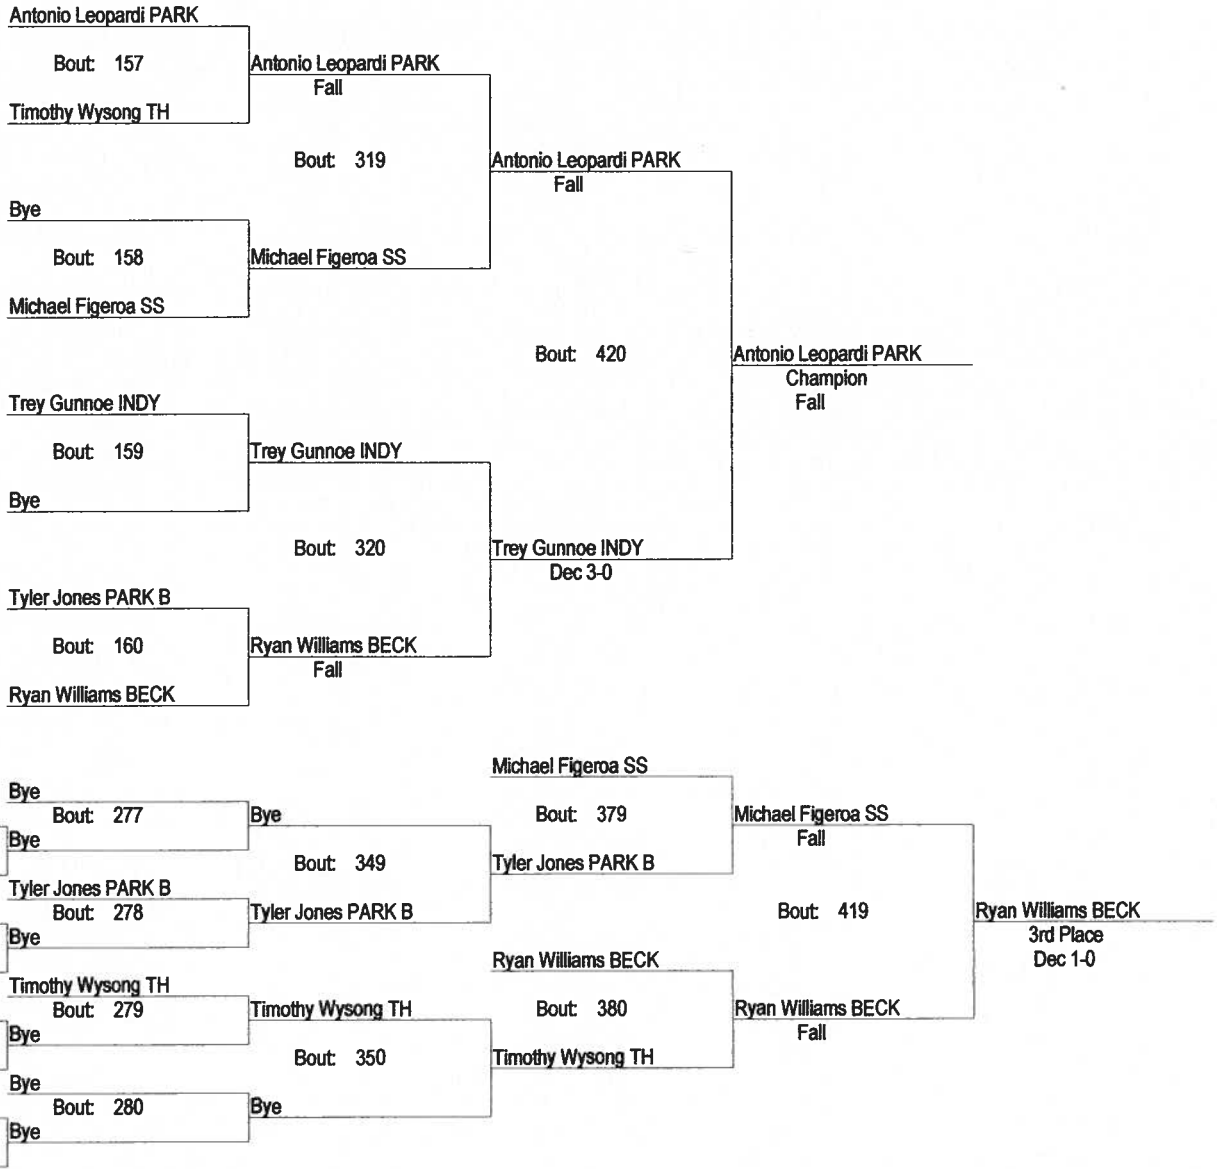 Antonio Leopardi PARK
Bout: 157
Antonio Leopardi PARK
Fall
Timothy Wysong TH
Bout: 319
Antonio Leopardi PARK
Fall
Bye
Bout: 158
Michael Figeroa SS
Michael Figeroa SS
Bout: 420
Antonio Leopardi PARK
Champion
Fall
Trey Gunnoe INDY
Bout: 159
Trey Gunnoe INDY
Bye
Bout: 320
Trey Gunnoe INDY
Dec 3-0
Tyler Jones PARK B
Bout: 160
Ryan Williams BECK
Fall
Ryan Williams BECK
Michael Figeroa SS
Bye
Bout: 277
Bye
Bout: 379
Michael Figeroa SS
Fall
Bye
Bout: 349
Tyler Jones PARK B
Tyler Jones PARK B
Bout: 278
Tyler Jones PARK B
Bout: 419
Ryan Williams BECK
3rd Place
Dec 1-0
Bye
Ryan Williams BECK
Timothy Wysong TH
Bout: 279
Timothy Wysong TH
Bout: 380
Ryan Williams BECK
Fall
Bye
Bout: 350
Timothy Wysong TH
Bye
Bout: 280
Bye
Bye